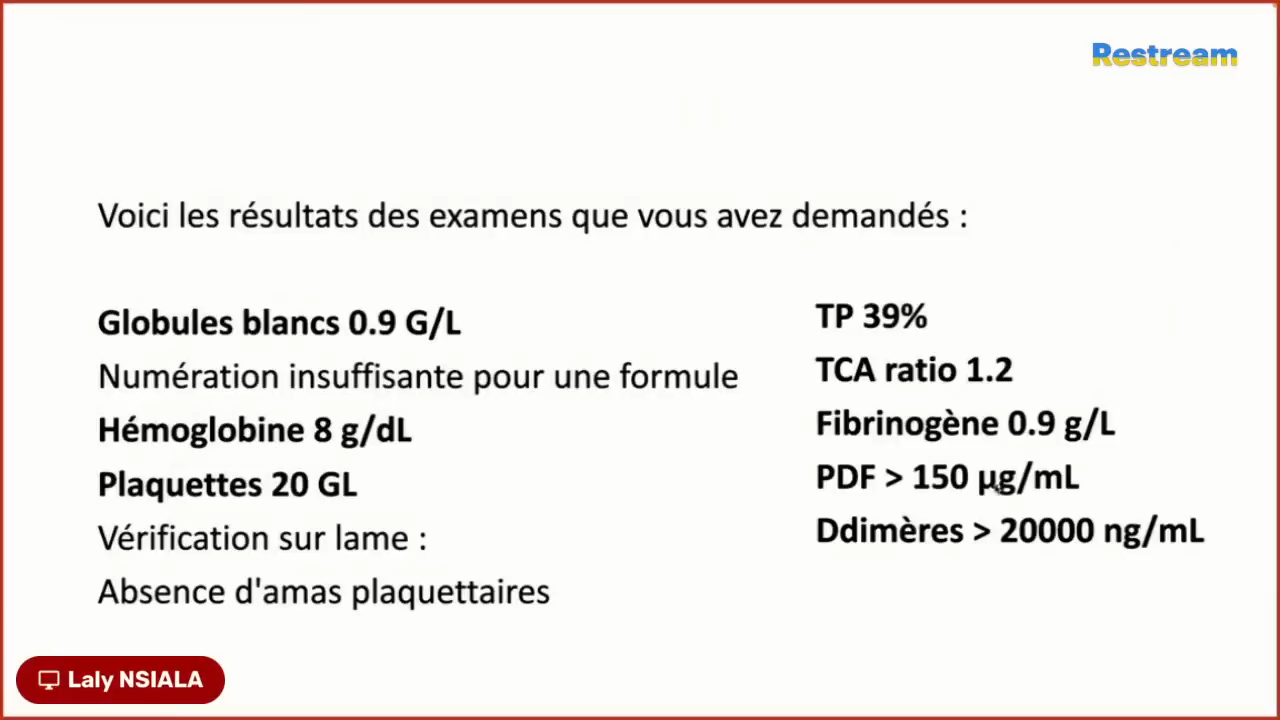 Restream
Voici les résultats des examens que vous avez demandés :
Globules blancs 0.9 G/L
Numération insuffisante pour une formule
Hémoglobine 8 g/dL
Plaquettes 20 GL
Vérification sur lame :
Absence d'amas plaquettaires
TP 39%
TCA ratio 1.2
Fibrinogène 0.9 g/L
PDF > 150 µg/mL
Ddimères > 20000 ng/mL
Laly NSIALA